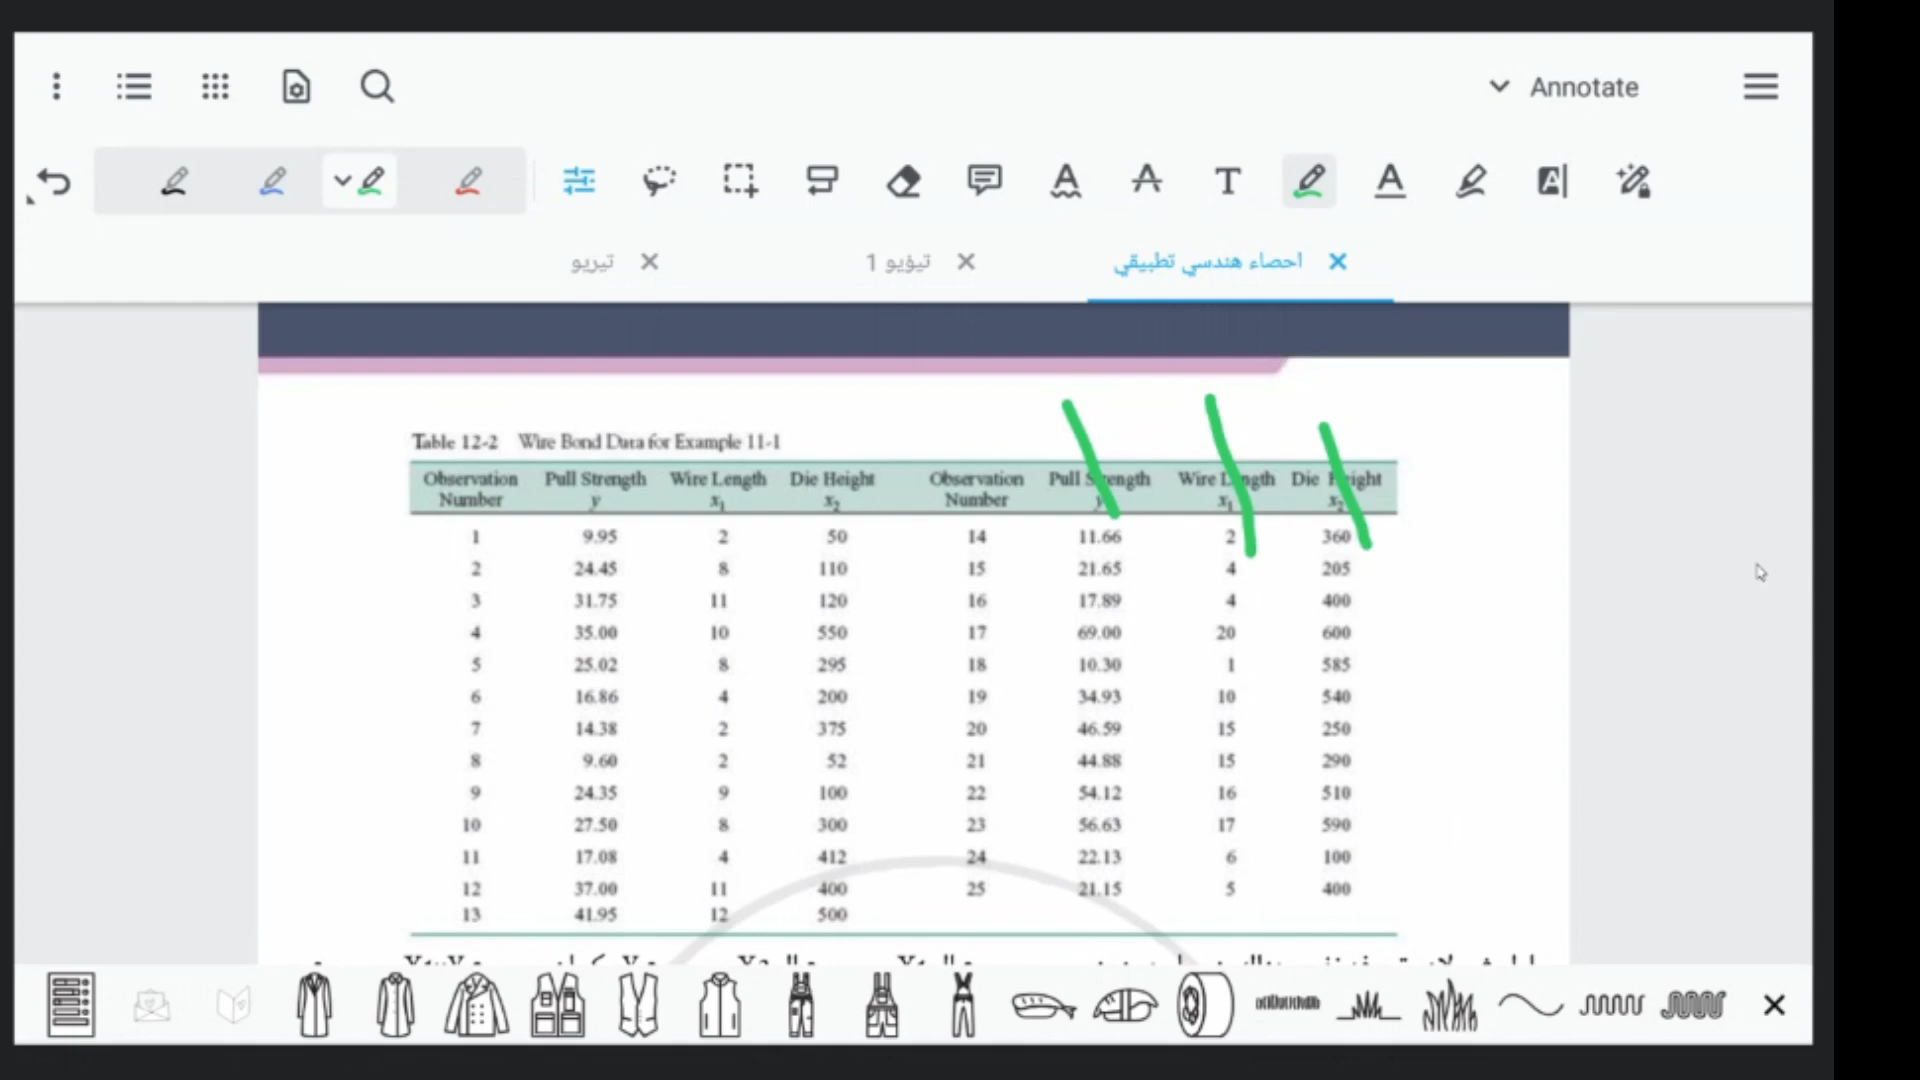 Annotate
احصاء هندسي تطبيقي
تيؤيو 1
تيريو
Table 12-2 Wire Bond Data for Example 11-1
Observation Number Pull Strength y Wire Length x₁ Die Height x₂ Observation Number Pull Strength y Wire Length x₁ Die Height x₂
1 9.95 2 50 14 11.66 2 360
2 24.45 8 110 15 21.65 4 205
3 31.75 11 120 16 17.89 4 400
4 35.00 10 550 17 69.00 20 600
5 25.02 8 295 18 10.30 1 585
6 16.86 4 200 19 34.93 10 540
7 14.38 2 375 20 46.59 15 250
8 9.60 2 52 21 44.88 15 290
9 24.35 9 100 22 54.12 16 510
10 27.50 8 300 23 56.63 17 590
11 17.08 4 412 24 22.13 6 100
12 37.00 11 400 25 21.15 5 400
13 41.95 12 500